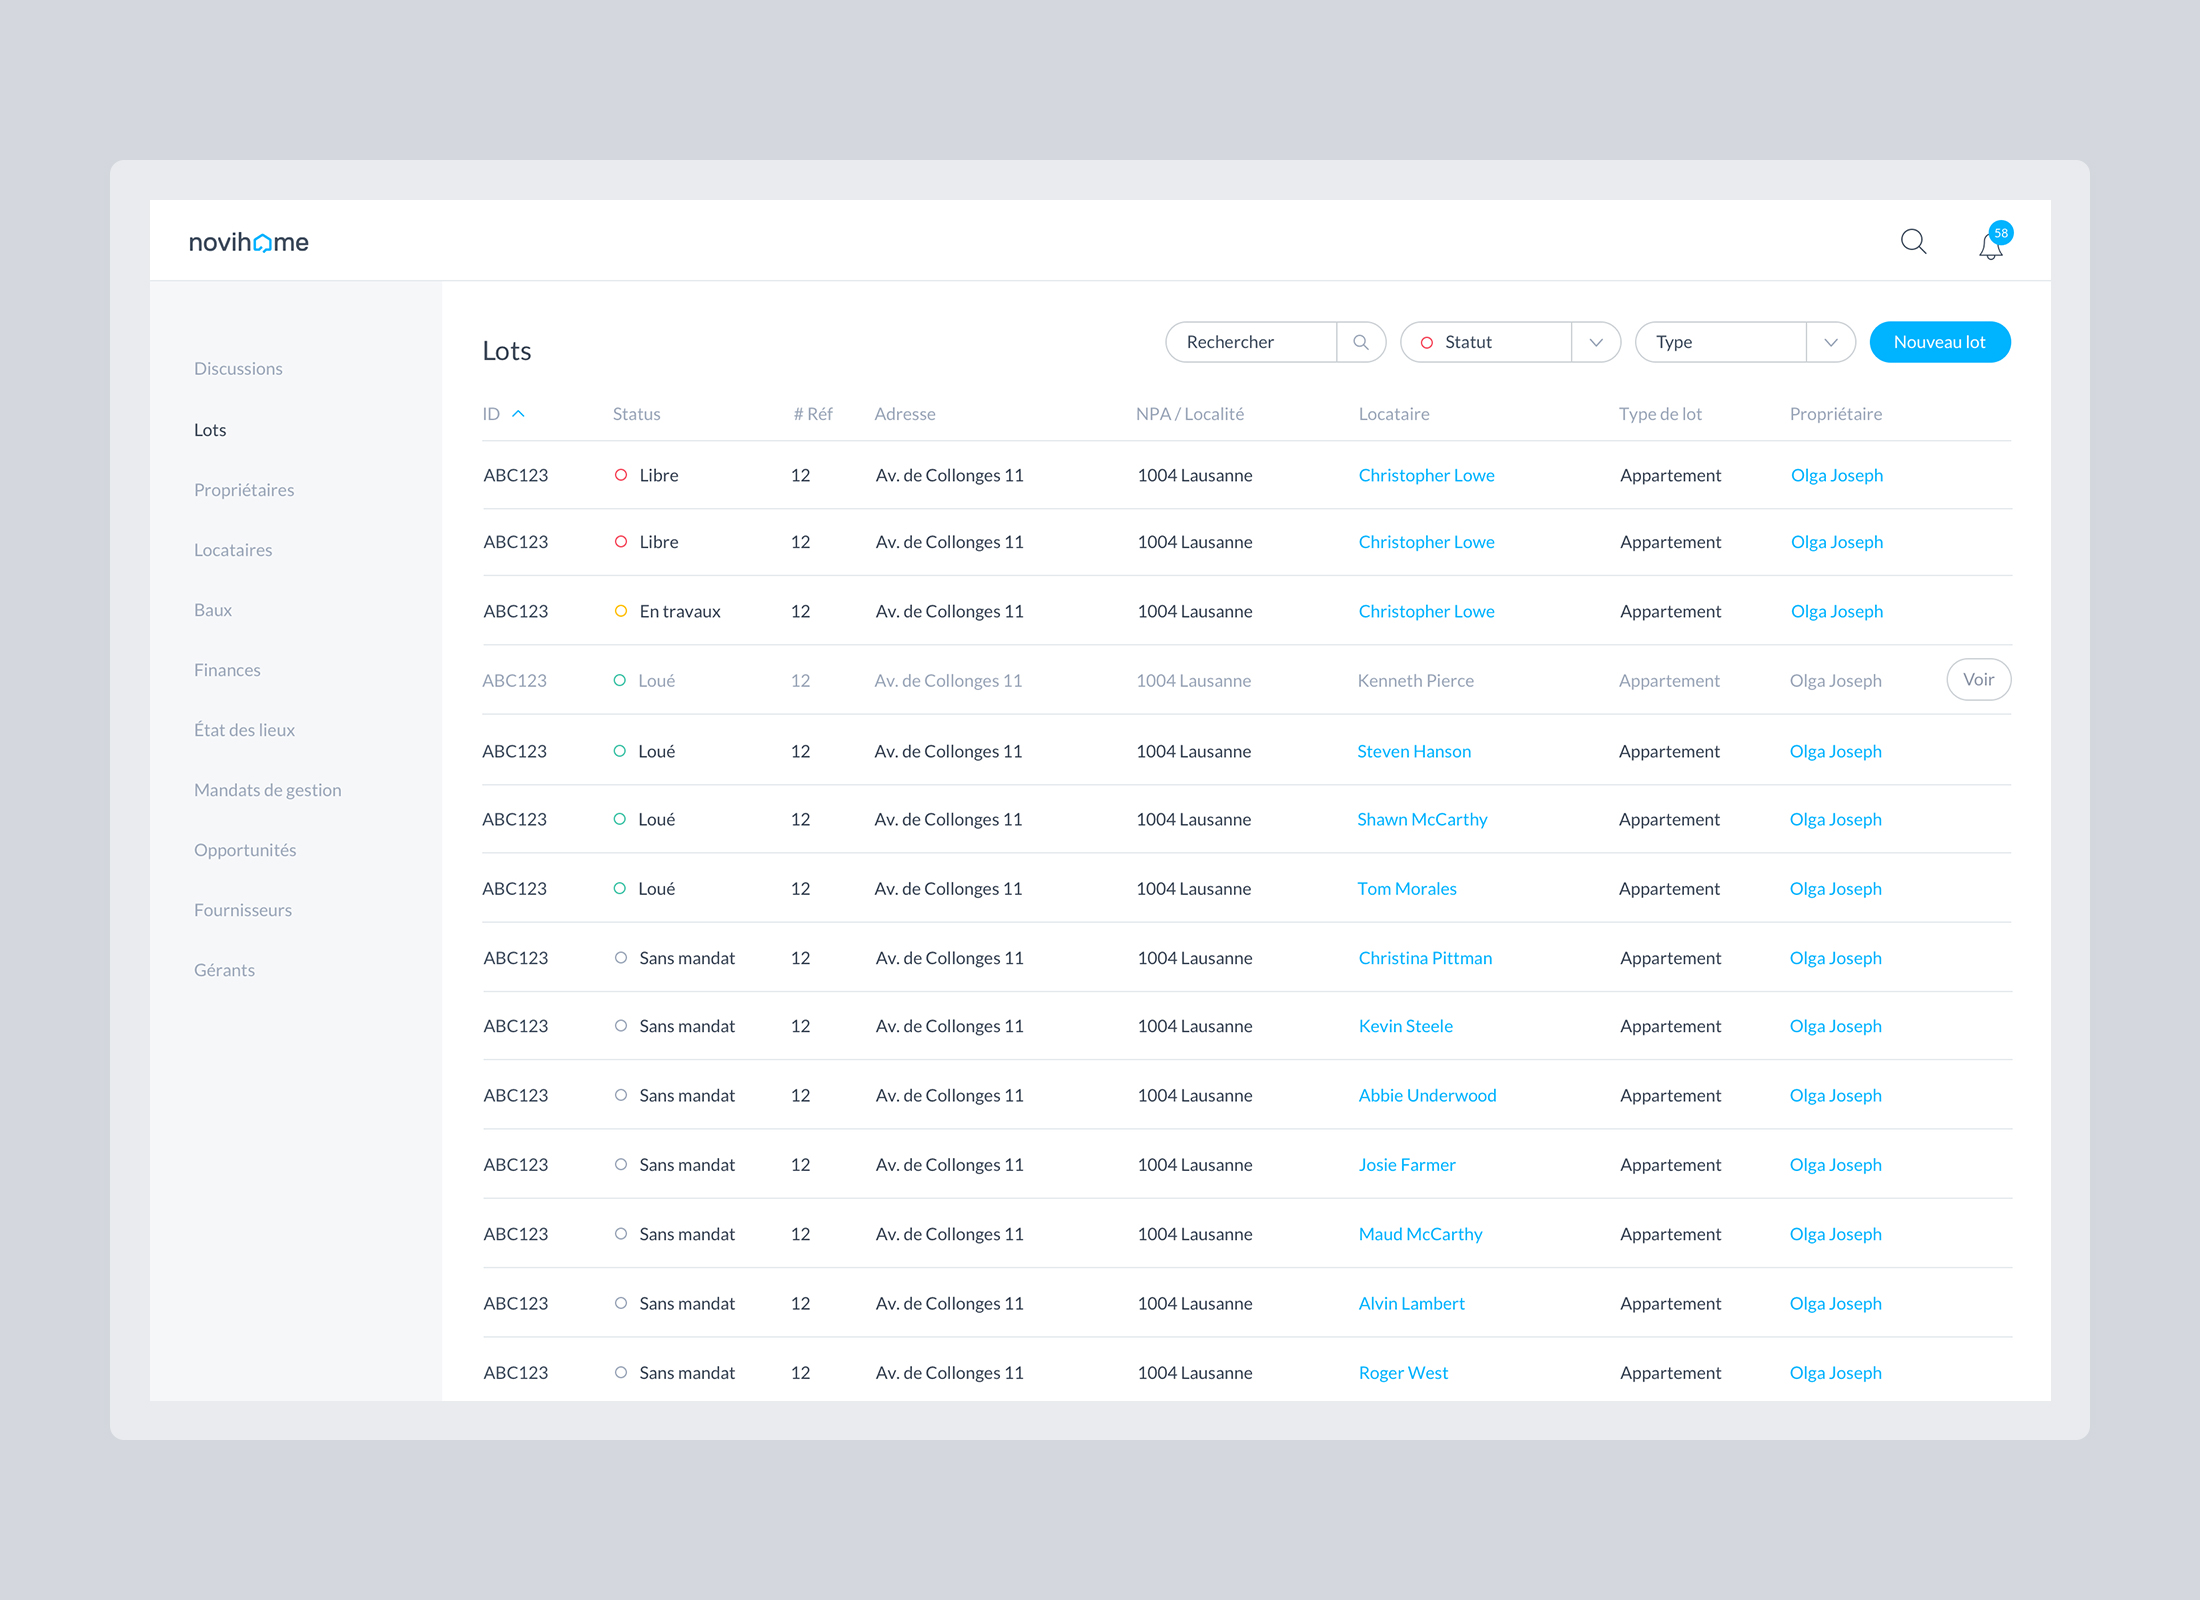 novihome
58
Discussions
Lots
Propriétaires
Locataires
Baux
Finances
État des lieux
Mandats de gestion
Opportunités
Fournisseurs
Gérants
Lots
Rechercher
Statut
Type
Nouveau lot
ID Status # Réf Adresse NPA / Localité Locataire Type de lot Propriétaire
ABC123 Libre 12 Av. de Collonges 11 1004 Lausanne Christopher Lowe Appartement Olga Joseph
ABC123 Libre 12 Av. de Collonges 11 1004 Lausanne Christopher Lowe Appartement Olga Joseph
ABC123 En travaux 12 Av. de Collonges 11 1004 Lausanne Christopher Lowe Appartement Olga Joseph
ABC123 Loué 12 Av. de Collonges 11 1004 Lausanne Kenneth Pierce Appartement Olga Joseph Voir
ABC123 Loué 12 Av. de Collonges 11 1004 Lausanne Steven Hanson Appartement Olga Joseph
ABC123 Loué 12 Av. de Collonges 11 1004 Lausanne Shawn McCarthy Appartement Olga Joseph
ABC123 Loué 12 Av. de Collonges 11 1004 Lausanne Tom Morales Appartement Olga Joseph
ABC123 Sans mandat 12 Av. de Collonges 11 1004 Lausanne Christina Pittman Appartement Olga Joseph
ABC123 Sans mandat 12 Av. de Collonges 11 1004 Lausanne Kevin Steele Appartement Olga Joseph
ABC123 Sans mandat 12 Av. de Collonges 11 1004 Lausanne Abbie Underwood Appartement Olga Joseph
ABC123 Sans mandat 12 Av. de Collonges 11 1004 Lausanne Josie Farmer Appartement Olga Joseph
ABC123 Sans mandat 12 Av. de Collonges 11 1004 Lausanne Maud McCarthy Appartement Olga Joseph
ABC123 Sans mandat 12 Av. de Collonges 11 1004 Lausanne Alvin Lambert Appartement Olga Joseph
ABC123 Sans mandat 12 Av. de Collonges 11 1004 Lausanne Roger West Appartement Olga Joseph